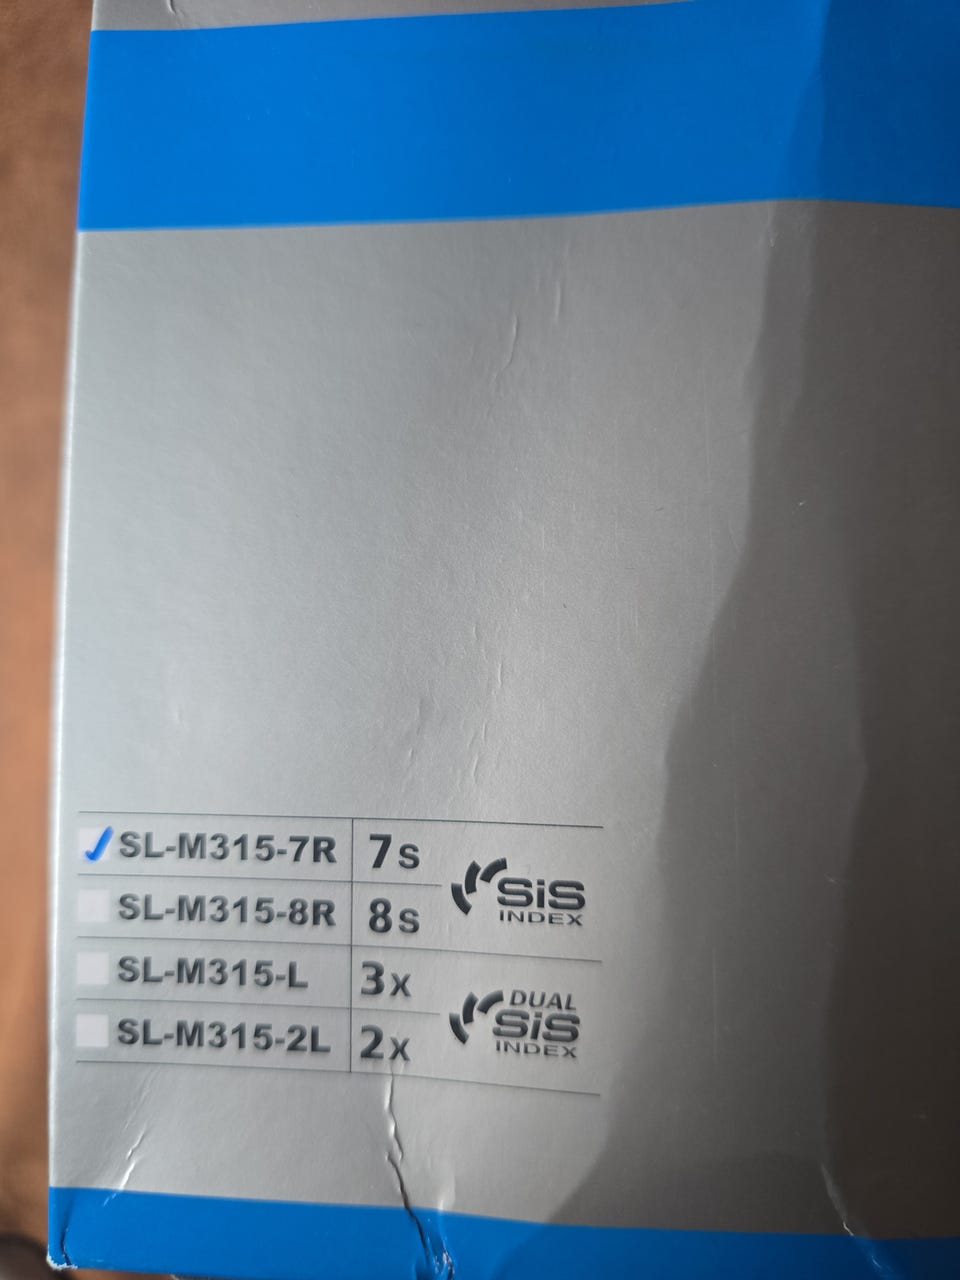 SL-M315-7R 7s
SiS
INDEX
SL-M315-8R 8s
SL-M315-L 3x
DUAL
SiS
INDEX
SL-M315-2L 2x